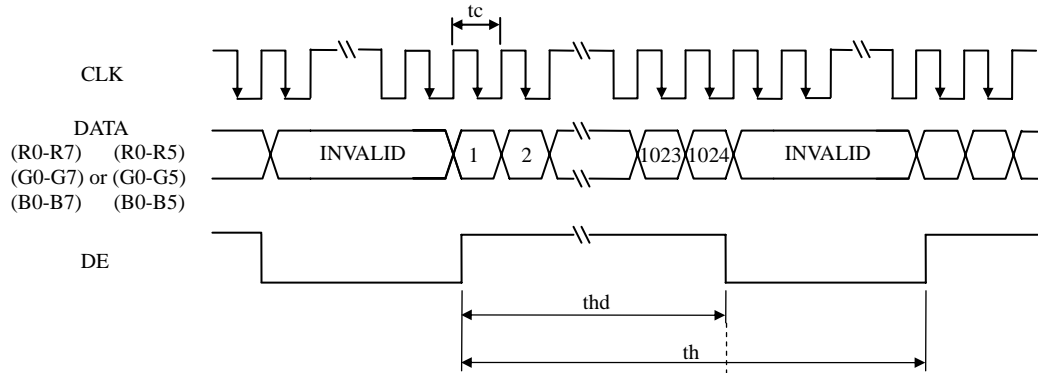 tc
CLK
DATA
(R0-R7) (R0-R5)
(G0-G7) or (G0-G5)
(B0-B7) (B0-B5)
INVALID 1 2 1023 1024 INVALID
DE
thd
th